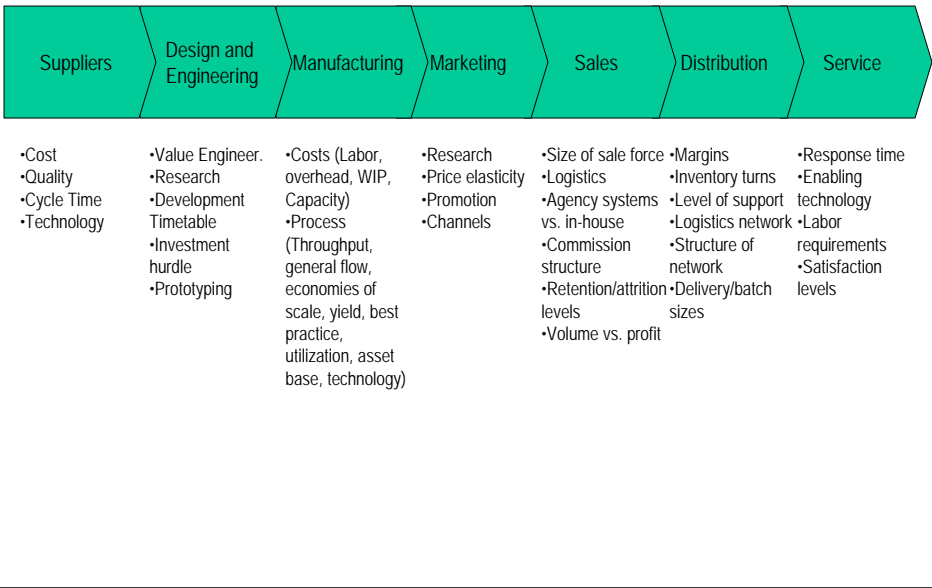 Suppliers
Design and
Engineering
Manufacturing
Marketing
Sales
Distribution
Service
•Cost
•Quality
•Cycle Time
•Technology
•Value Engineer.
•Research
•Development
Timetable
•Investment
hurdle
•Prototyping
•Costs (Labor,
overhead, WIP,
Capacity)
•Process
(Throughput,
general flow,
economies of
scale, yield, best
practice,
utilization, asset
base, technology)
•Research
•Price elasticity
•Promotion
•Channels
•Size of sale force
•Logistics
•Agency systems
vs. in-house
•Commission
structure
•Retention/attrition
levels
•Volume vs. profit
•Margins
•Inventory turns
•Level of support
•Logistics network
•Structure of
network
•Delivery/batch
sizes
•Response time
•Enabling
technology
•Labor
requirements
•Satisfaction
levels